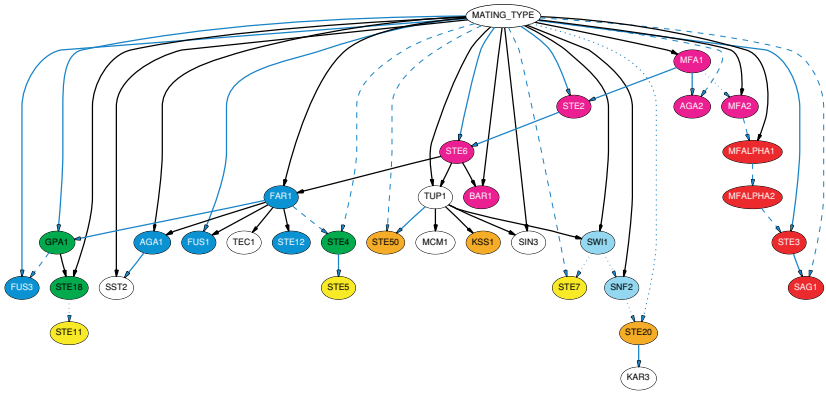 MATING_TYPE
MFA1
STE2
AGA2
MFA2
STE6
MFALPHA1
FAR1
TUP1
BAR1
MFALPHA2
GPA1
AGA1
FUS1
TEC1
STE12
STE4
STE50
MCM1
KSS1
SIN3
SWI1
STE3
FUS3
STE18
SST2
STE5
STE7
SNF2
SAG1
STE11
STE20
KAR3